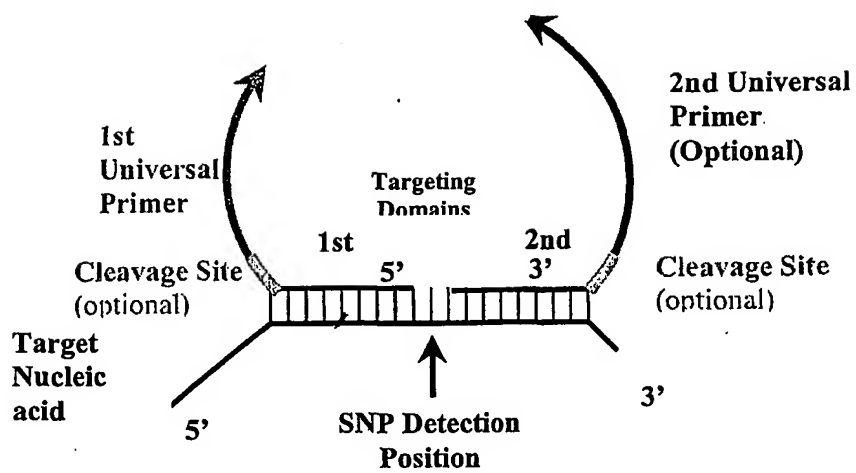 1st
Universal
Primer
2nd Universal
Primer
(Optional)
Targeting
Domains
1st
2nd
5’
3’
Cleavage Site
(optional)
Cleavage Site
(optional)
Target
Nucleic
acid
5’
SNP Detection
Position
3’